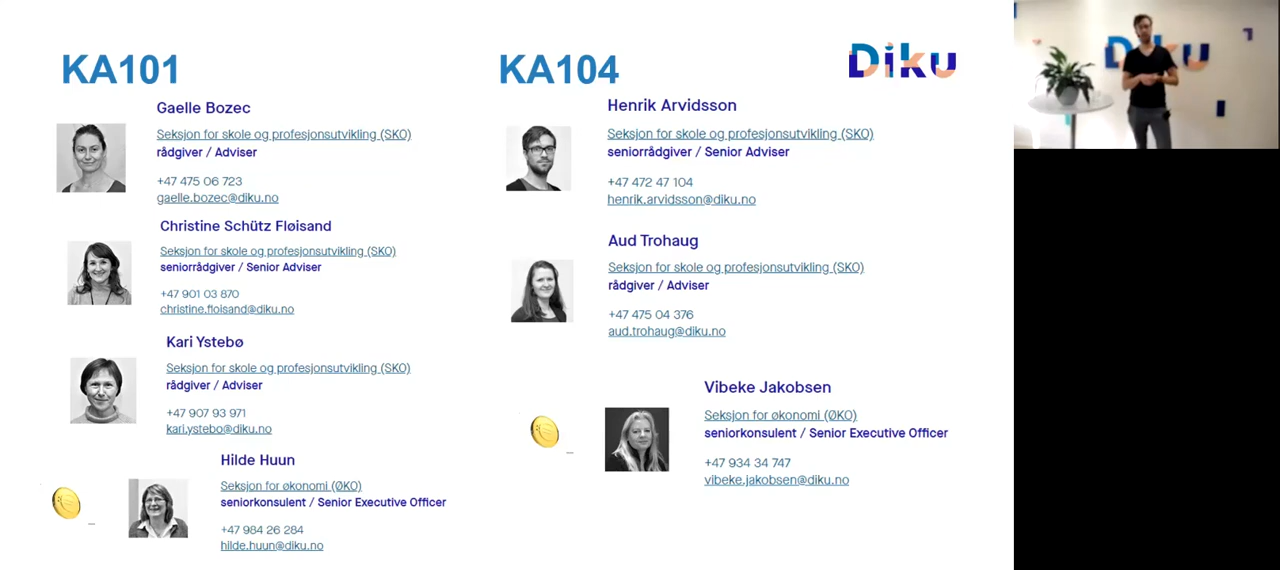 KA101
Gaelle Bozec
Seksjon for skole og profesjonsutvikling (SKO)
rådgiver / Adviser
+47 475 06 723
gaelle.bozec@diku.no
Christine Schütz Fløisand
Seksjon for skole og profesjonsutvikling (SKO)
seniorrådgiver / Senior Adviser
+47 901 03 870
christine.floisand@diku.no
Kari Ystebø
Seksjon for skole og profesjonsutvikling (SKO)
rådgiver / Adviser
+47 907 93 971
kari.ystebo@diku.no
Hilde Huun
Seksjon for økonomi (ØKO)
seniorkonsulent / Senior Executive Officer
+47 984 26 284
hilde.huun@diku.no
KA104
Henrik Arvidsson
Seksjon for skole og profesjonsutvikling (SKO)
seniorrådgiver / Senior Adviser
+47 472 47 104
henrik.arvidsson@diku.no
Aud Trohaug
Seksjon for skole og profesjonsutvikling (SKO)
rådgiver / Adviser
+47 475 04 376
aud.trohaug@diku.no
Vibeke Jakobsen
Seksjon for økonomi (ØKO)
seniorkonsulent / Senior Executive Officer
+47 934 34 747
vibeke.jakobsen@diku.no
Diku
Diku